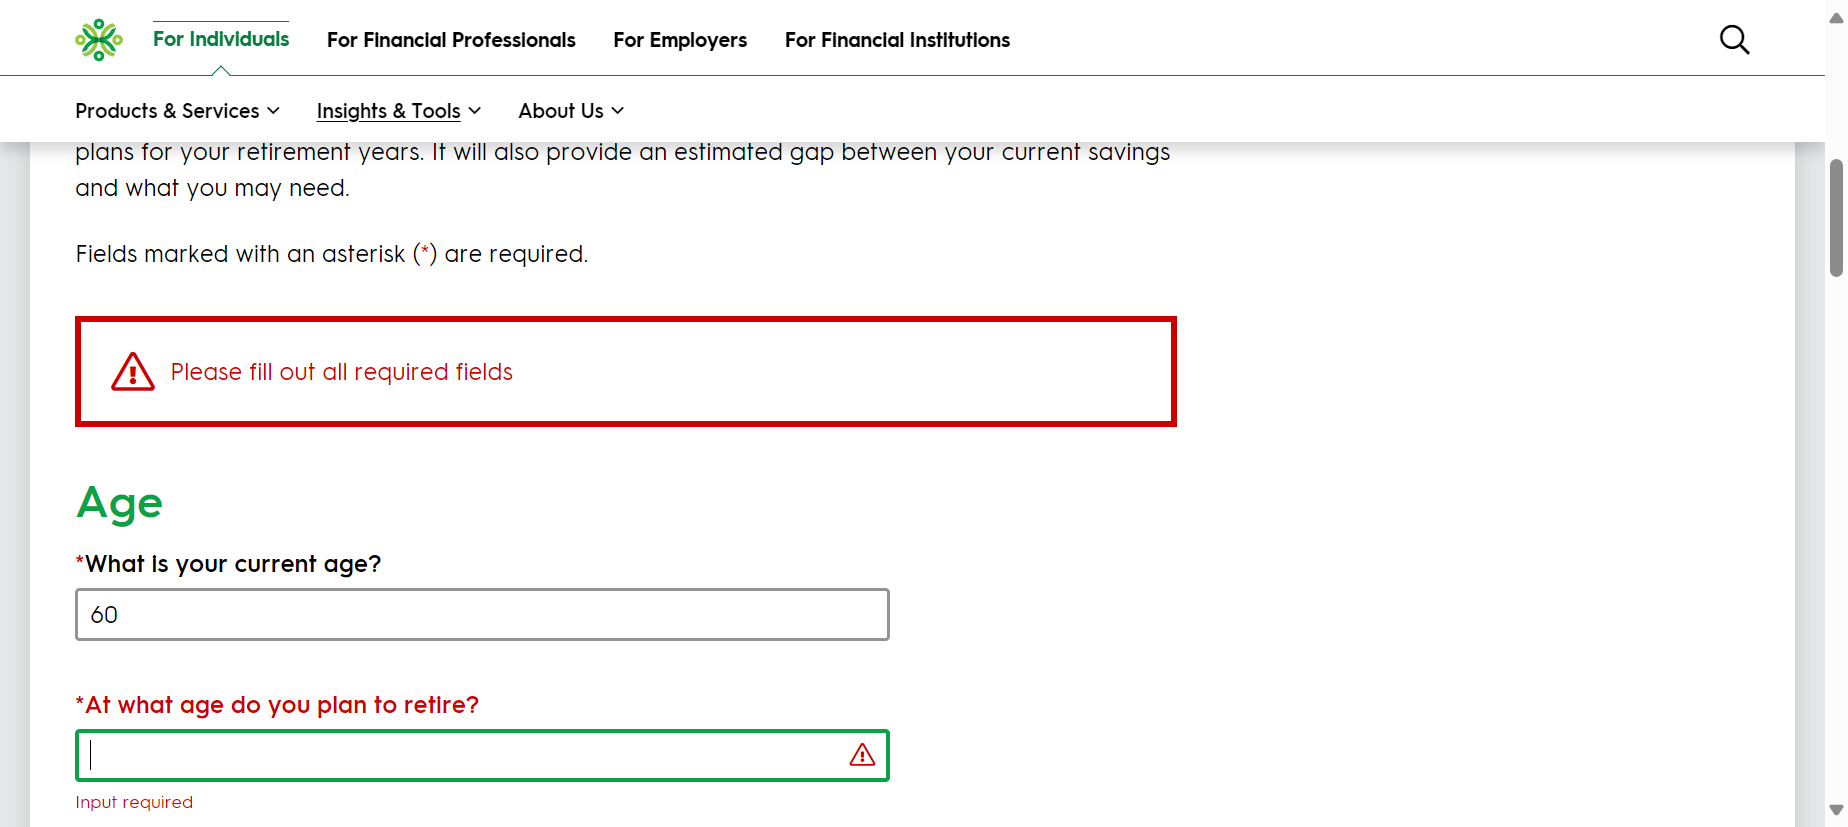 For Individuals
For Financial Professionals
For Employers
For Financial Institutions
Products & Services
Insights & Tools
About Us
plans for your retirement years. It will also provide an estimated gap between your current savings
and what you may need.
Fields marked with an asterisk (*) are required.
Please fill out all required fields
Age
*What is your current age?
60
*At what age do you plan to retire?
Input required